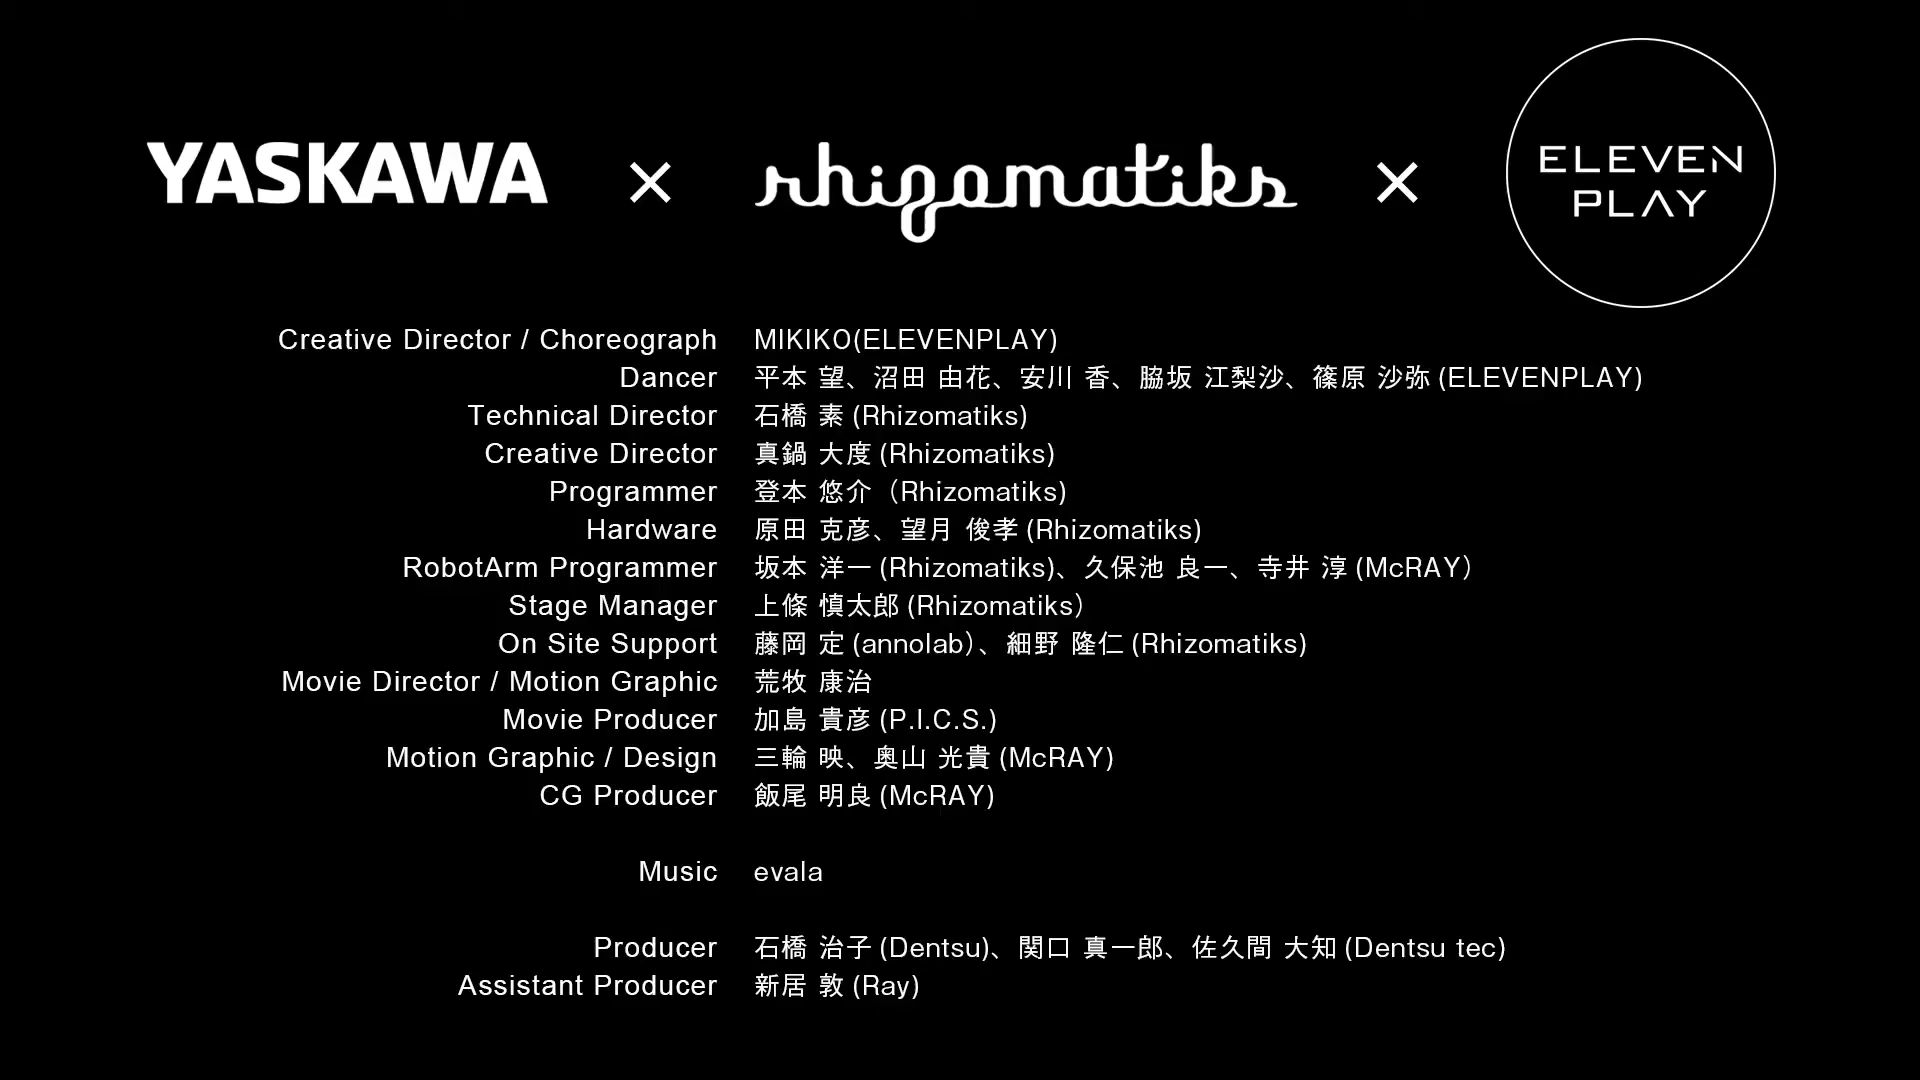 YASKAWA × rhizomatiks × ELEVEN PLAY
Creative Director / Choreograph MIKIKO(ELEVENPLAY)
Dancer 平本 望、沼田 由花、安川 香、脇坂 江梨沙、篠原 沙弥 (ELEVENPLAY)
Technical Director 石橋 素 (Rhizomatiks)
Creative Director 真鍋 大度 (Rhizomatiks)
Programmer 登本 悠介（Rhizomatiks)
Hardware 原田 克彦、望月 俊孝 (Rhizomatiks)
RobotArm Programmer 坂本 洋一 (Rhizomatiks)、久保池 良一、寺井 淳 (McRAY）
Stage Manager 上條 慎太郎 (Rhizomatiks）
On Site Support 藤岡 定 (annolab）、細野 隆仁 (Rhizomatiks)
Movie Director / Motion Graphic 荒牧 康治
Movie Producer 加島 貴彦 (P.I.C.S.)
Motion Graphic / Design 三輪 映、奥山 光貴 (McRAY)
CG Producer 飯尾 明良 (McRAY)
Music evala
Producer 石橋 治子 (Dentsu)、関口 真一郎、佐久間 大知 (Dentsu tec)
Assistant Producer 新居 敦 (Ray)